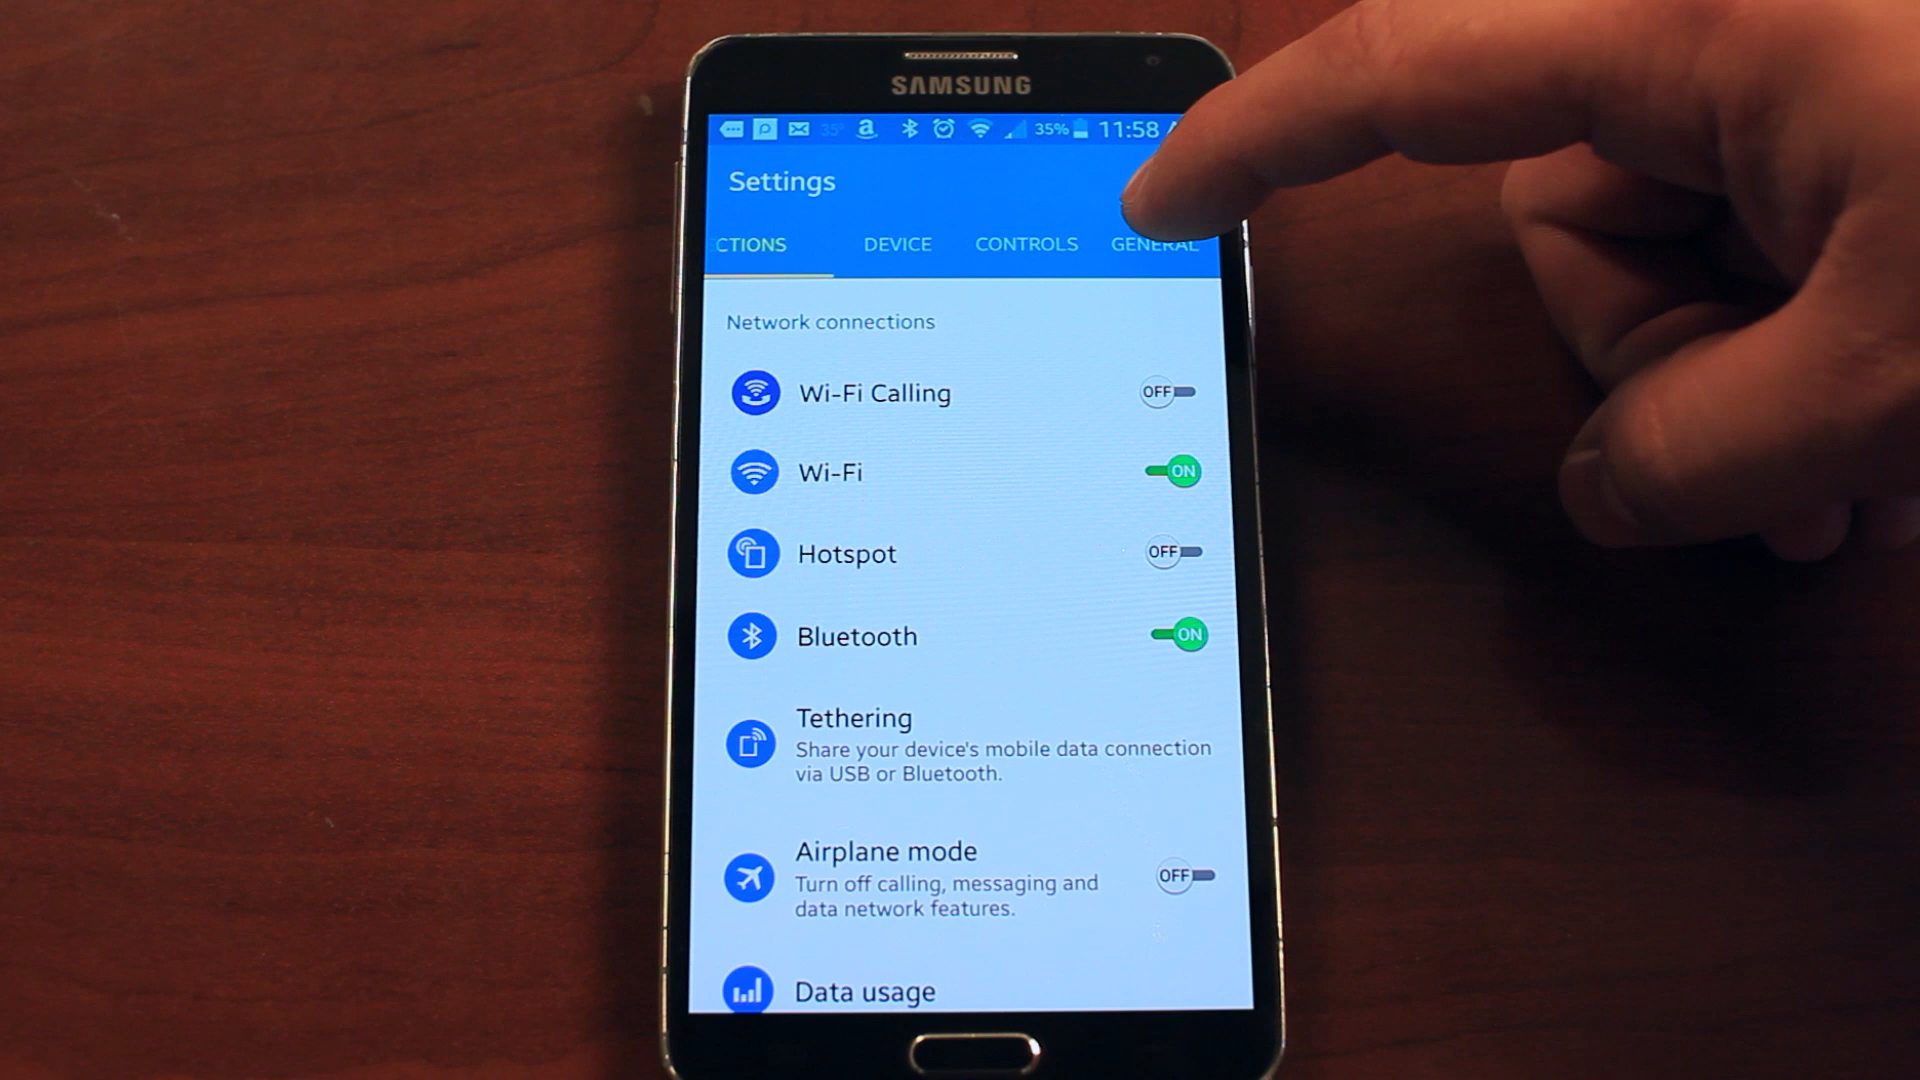 SAMSUNG
35° a 35% 11:58
Settings
CTIONS DEVICE CONTROLS GENERAL
Network connections
Wi-Fi Calling OFF
Wi-Fi ON
Hotspot OFF
Bluetooth ON
Tethering
Share your device's mobile data connection
via USB or Bluetooth.
Airplane mode
Turn off calling, messaging and
data network features.
OFF
Data usage